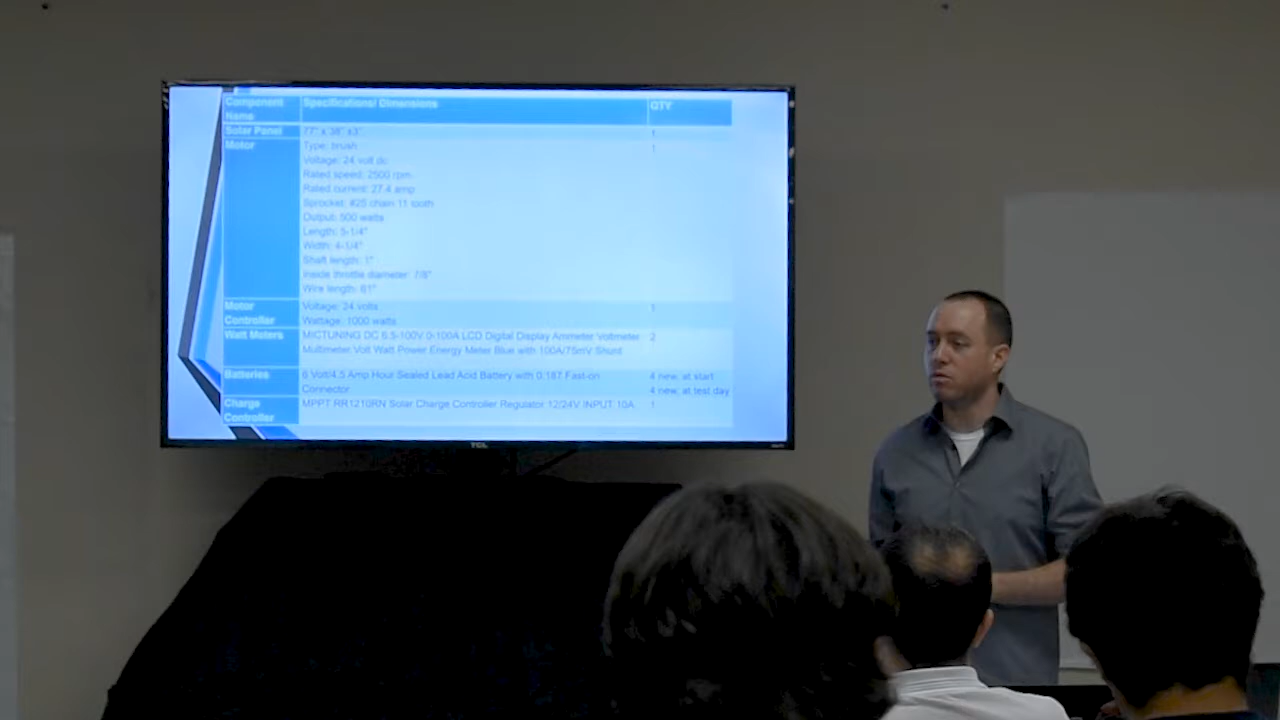 Component Specifications/ Dimensions QTY
Name
Solar Panel 77" x 38" x3" 1
Motor Type: brush 1
Voltage: 24 volt dc
Rated speed: 2500 rpm
Rated current: 27.4 amp
Sprocket: #25 chain 11 tooth
Output: 500 watts
Length: 5-1/4"
Width: 4-1/4"
Shaft length: 1"
Inside throttle diameter: 7/8"
Wire length: 61"
Motor Voltage: 24 volts 1
Controller Wattage: 1000 watts
Watt Meters MICTUNING DC 6.5-100V 0-100A LCD Digital Display Ammeter Voltmeter 2
Multimeter Volt Watt Power Energy Meter Blue with 100A/75mV Shunt
Batteries 6 Volt/4.5 Amp Hour Sealed Lead Acid Battery with 0.187 Fast-on 4 new, at start
Connector 4 new, at test day
Charge MPPT RR1210RN Solar Charge Controller Regulator 12/24V INPUT 10A 1
Controller
TCL